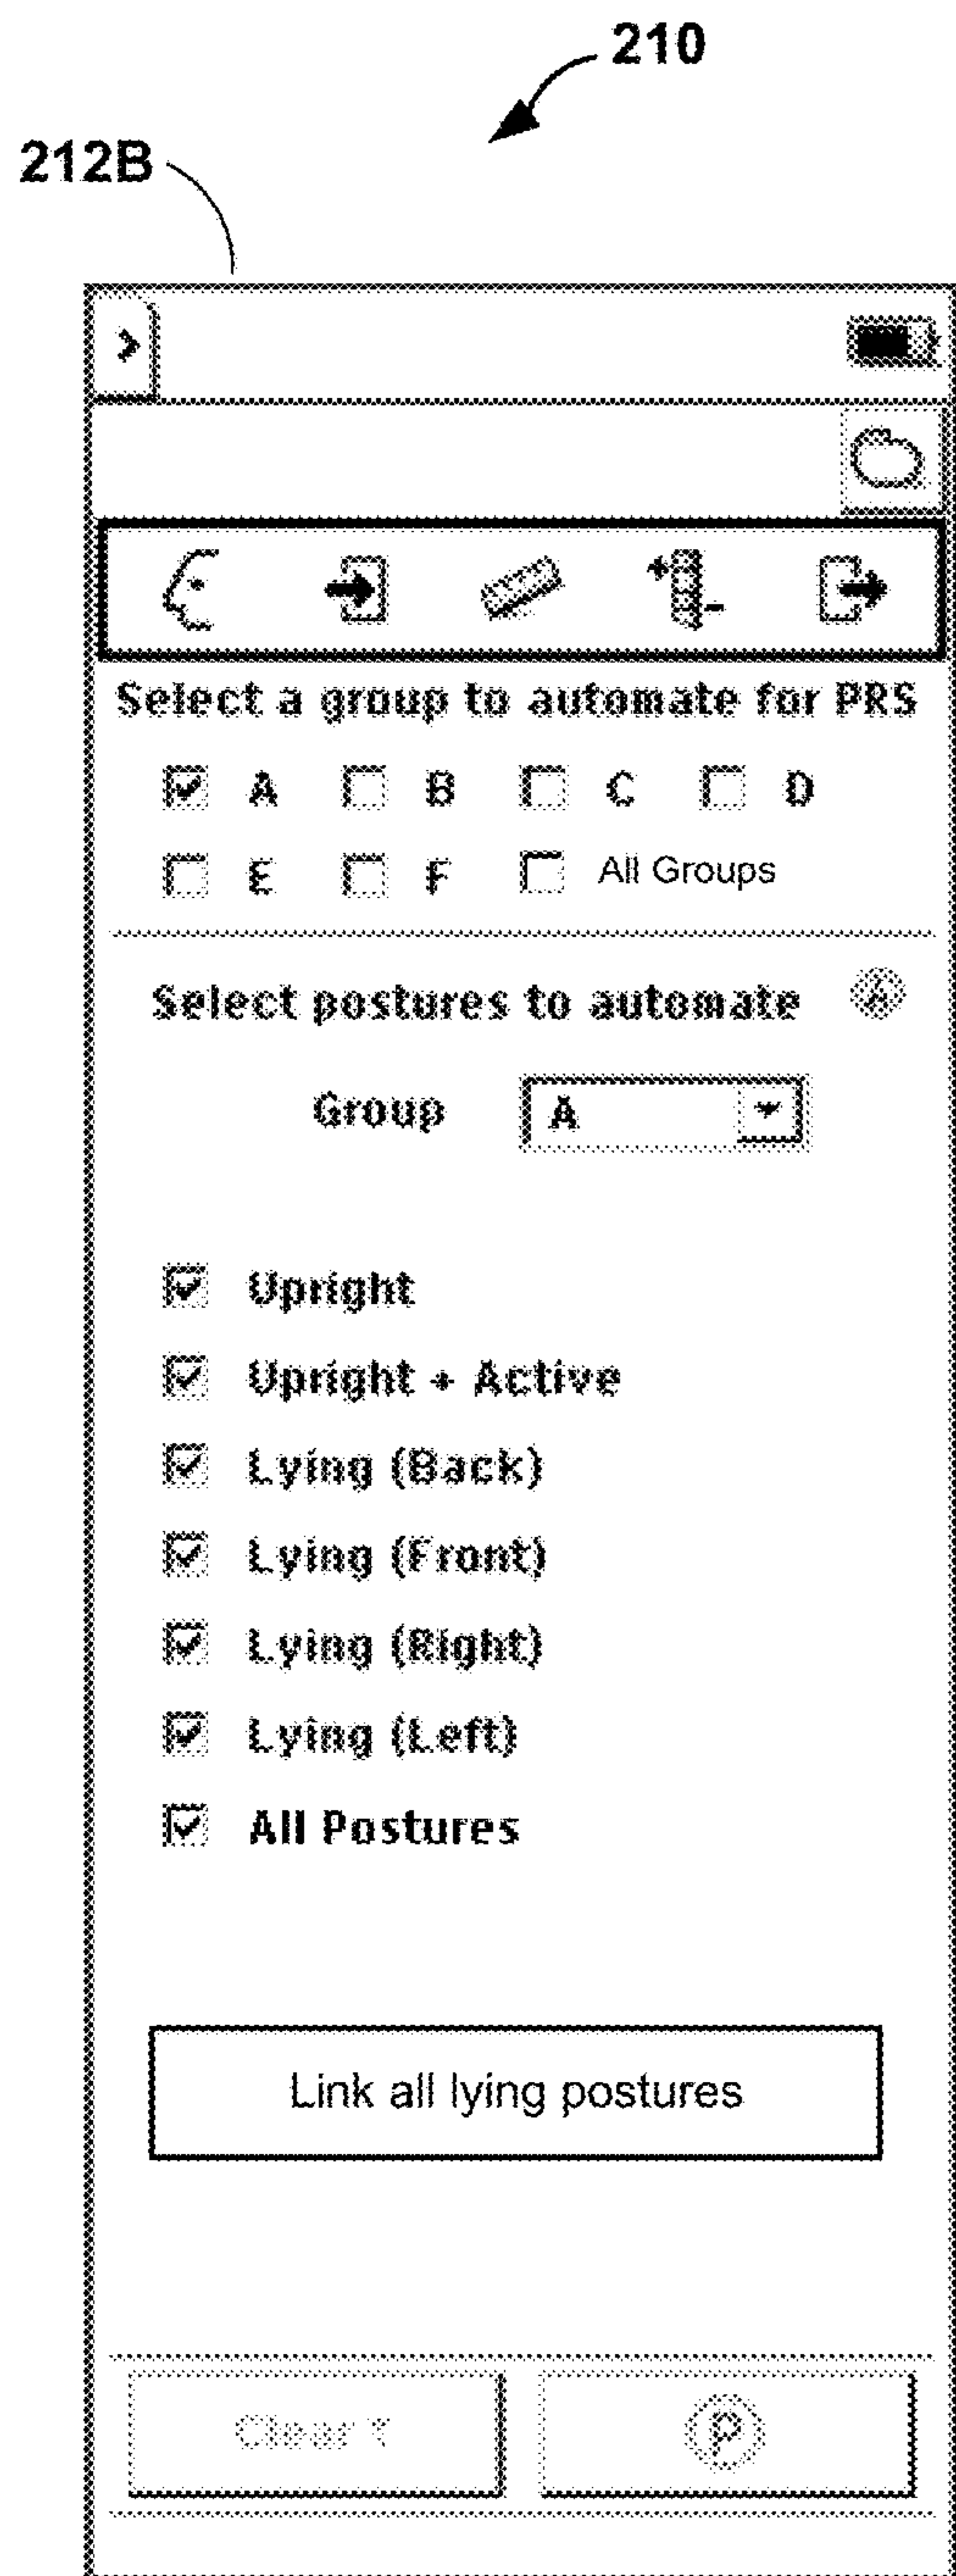 210
212B
Select a group to automate for PRS
A B C D
E F All Groups
Select postures to automate
Group A
Upright
Upright + Active
Lying (Back)
Lying (Front)
Lying (Right)
Lying (Left)
All Postures
Link all lying postures
Clear P